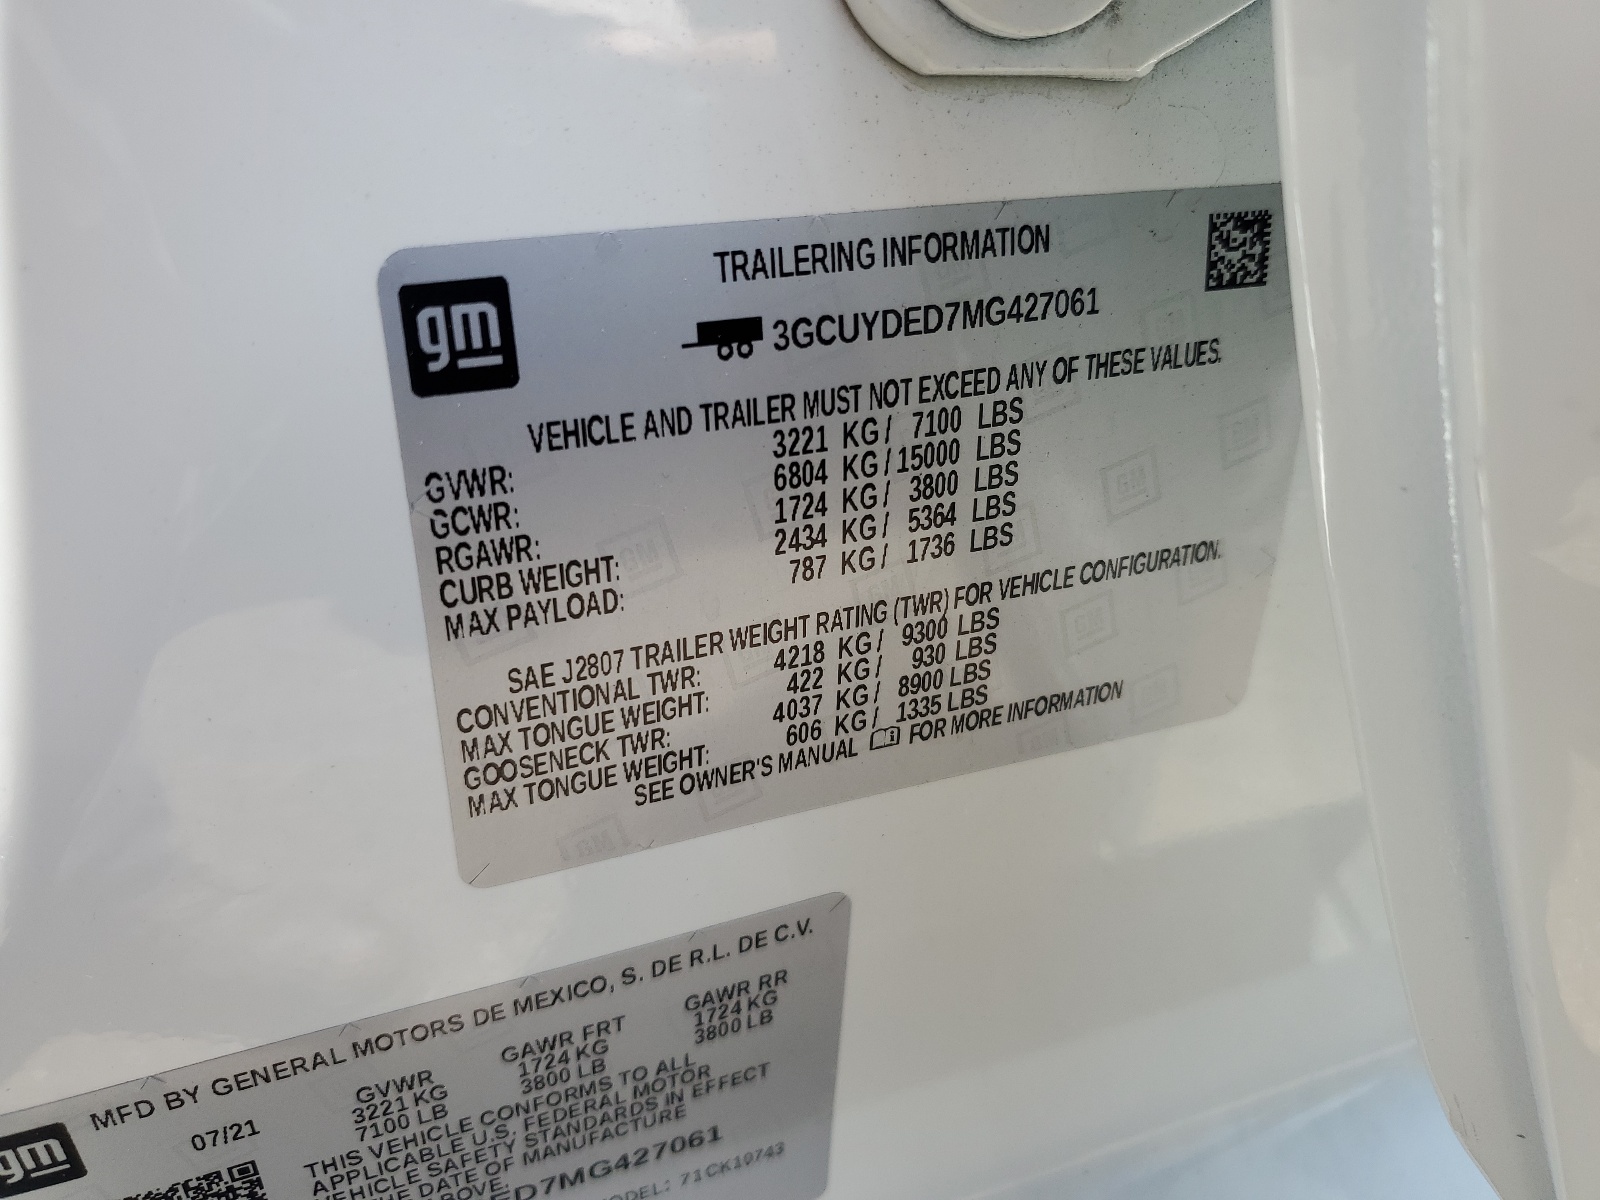 gm
TRAILERING INFORMATION
3GCUYDED7MG427061
VEHICLE AND TRAILER MUST NOT EXCEED ANY OF THESE VALUES.
GVWR: 3221 KG/ 7100 LBS
GCWR: 6804 KG/15000 LBS
RGAWR: 1724 KG/ 3800 LBS
CURB WEIGHT: 2434 KG/ 5364 LBS
MAX PAYLOAD: 787 KG/ 1736 LBS
SAE J2807 TRAILER WEIGHT RATING (TWR) FOR VEHICLE CONFIGURATION.
CONVENTIONAL TWR: 4218 KG/ 9300 LBS
MAX TONGUE WEIGHT: 422 KG/ 930 LBS
GOOSENECK TWR: 4037 KG/ 8900 LBS
MAX TONGUE WEIGHT: 606 KG/ 1335 LBS
SEE OWNER'S MANUAL FOR MORE INFORMATION
MFD BY GENERAL MOTORS DE MEXICO, S. DE R.L. DE C.V.
07/21 GVWR GAWR FRT GAWR RR
3221 KG 1724 KG 1724 KG
7100 LB 3800 LB 3800 LB
THIS VEHICLE CONFORMS TO ALL
APPLICABLE U.S. FEDERAL MOTOR
VEHICLE SAFETY STANDARDS IN EFFECT
THE DATE OF MANUFACTURE
ABOVE.
ED7MG427061
MODEL: 71CK10743
gm